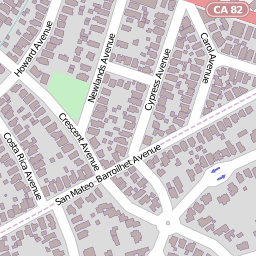 CA 82
Howard Avenue
Newlands Avenue
Cypress Avenue
Carol Avenue
Crescent Avenue
Costa Rica Avenue
San Mateo - Barroilhet Avenue